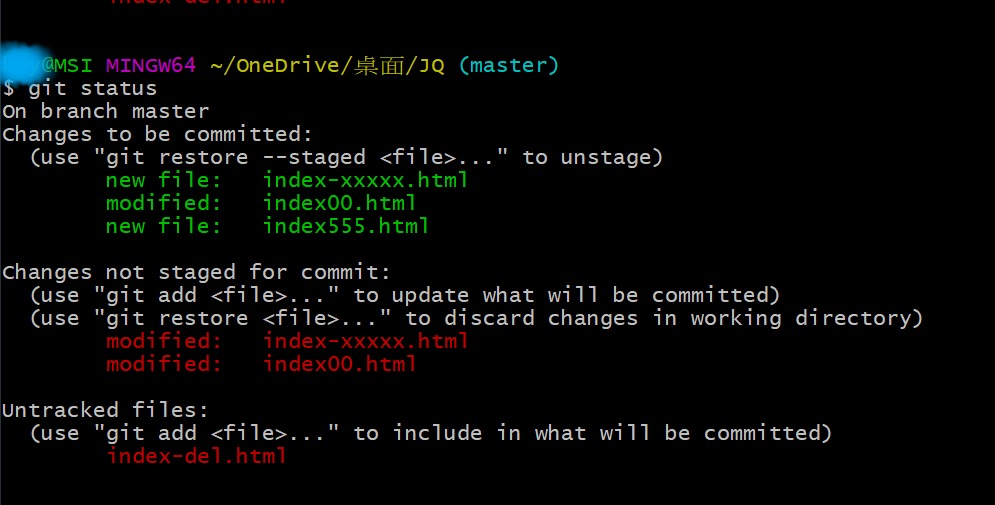 index-del.html
@MSI MINGW64 ~/OneDrive/桌面/JQ (master)
$ git status
On branch master
Changes to be committed:
(use "git restore --staged <file>..." to unstage)
new file: index-xxxxx.html
modified: index00.html
new file: index555.html
Changes not staged for commit:
(use "git add <file>..." to update what will be committed)
(use "git restore <file>..." to discard changes in working directory)
modified: index-xxxxx.html
modified: index00.html
Untracked files:
(use "git add <file>..." to include in what will be committed)
index-del.html